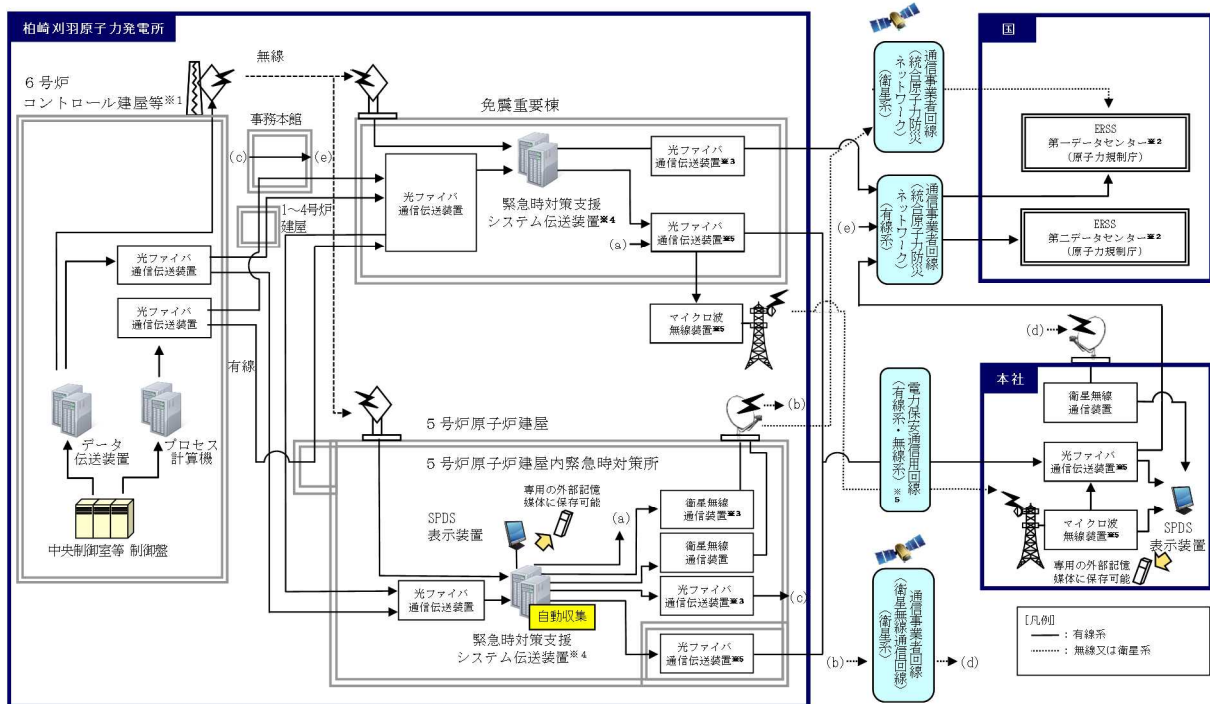 柏崎刈羽原子力発電所
6号炉
コントロール建屋等※1
無線
事務本館
(c)
(e)
1～4号炉
建屋
光ファイバ
通信伝送装置
光ファイバ
通信伝送装置
有線
データ
伝送装置
プロセス
計算機
中央制御室等 制御盤
免震重要棟
光ファイバ
通信伝送装置
緊急時対策支援
システム伝送装置※4
光ファイバ
通信伝送装置※3
(a)
光ファイバ
通信伝送装置※5
マイクロ波
無線装置※5
5号炉原子炉建屋
(b)
5号炉原子炉建屋内緊急時対策所
専用の外部記憶
媒体に保存可能
SPDS
表示装置
(a)
光ファイバ
通信伝送装置
自動収集
緊急時対策支援
システム伝送装置※4
衛星無線
通信装置※3
衛星無線
通信装置
光ファイバ
通信伝送装置※3
(c)
光ファイバ
通信伝送装置※5
通信事業者回線
(統合原子力防災
ネットワーク)
(衛星系)
(e)
通信事業者回線
(統合原子力防災
ネットワーク)
(有線系)
電力保安通信用回線
(有線系・無線系)
※5
(b)
通信事業者回線
(衛星無線通信回線)
(衛星系)
(d)
国
ERSS
第一データセンター※2
(原子力規制庁)
ERSS
第二データセンター※2
(原子力規制庁)
(d)
本社
衛星無線
通信装置
光ファイバ
通信伝送装置※5
マイクロ波
無線装置※5
SPDS
表示装置
専用の外部記憶
媒体に保存可能
[凡例]
：有線系
：無線又は衛星系